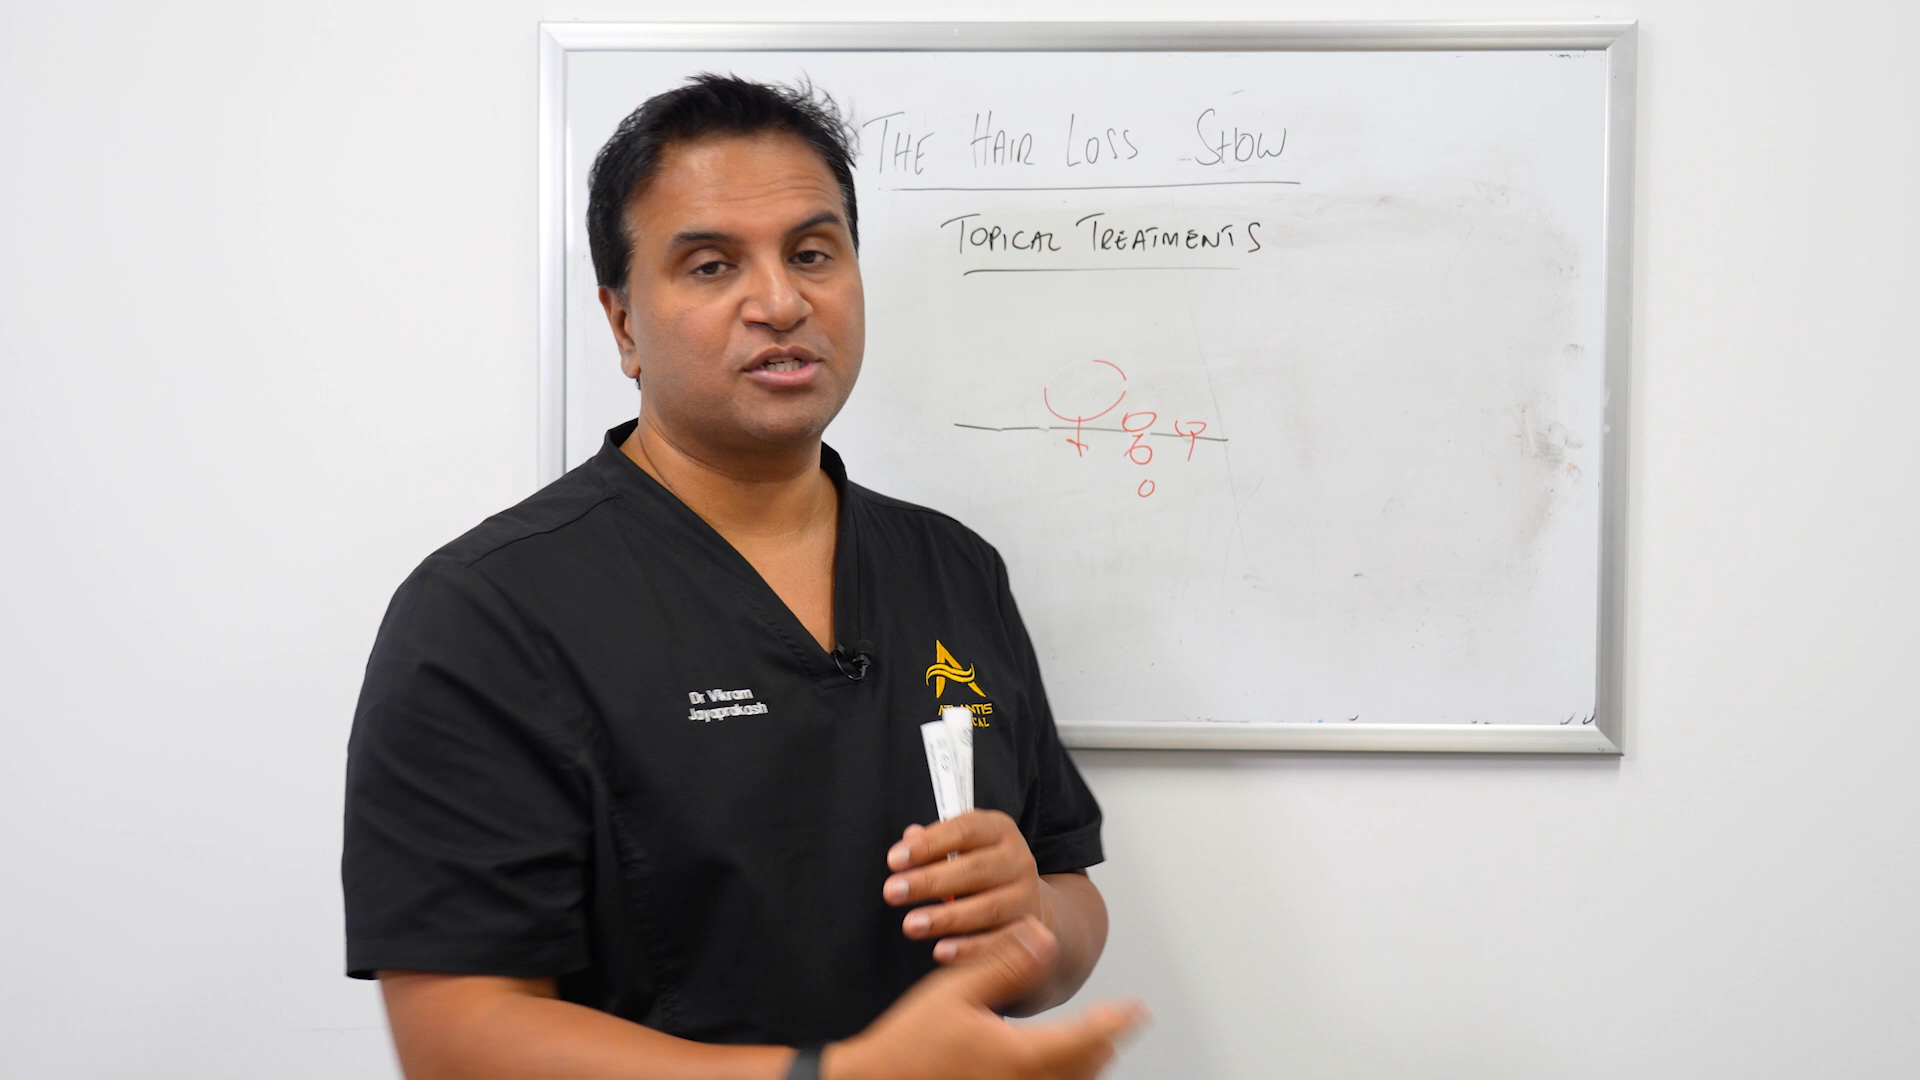 THE HAIR LOSS SHOW
TOPICAL TREATMENTS
Dr Vikram
Jayaprakash